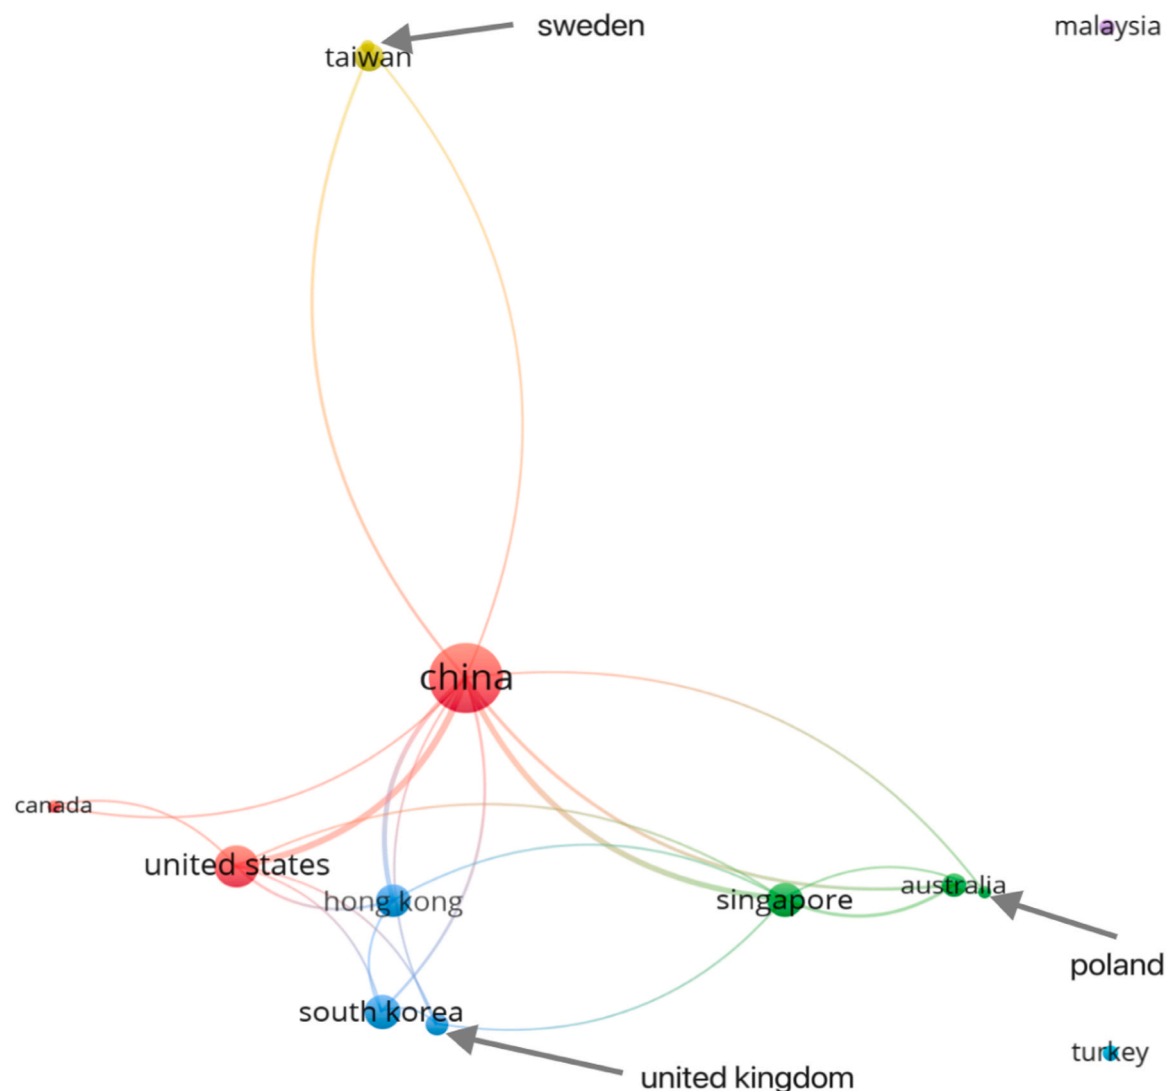 sweden
malaysia
taiwan
china
canada
united states
hong kong
singapore
australia
poland
south korea
turkey
united kingdom